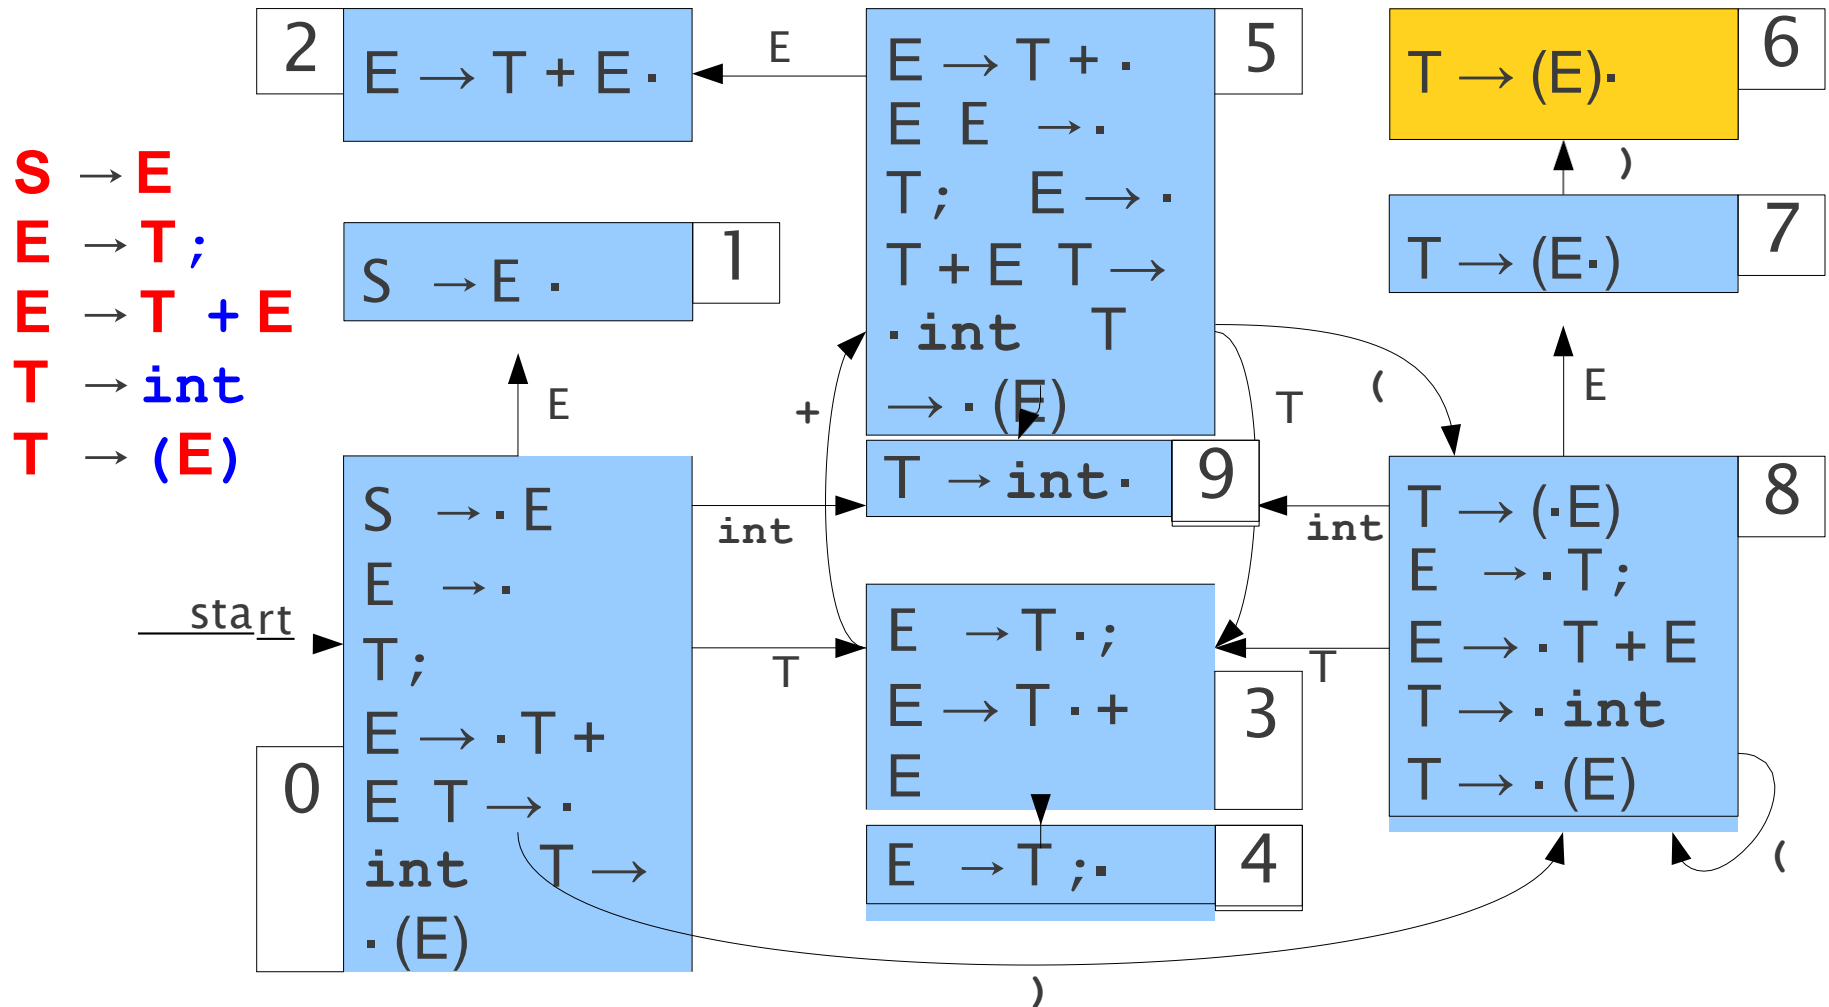 S → E
E → T ;
E → T + E
T → int
T → (E)
2
E → T + E ·
E
5
E → T + ·
E E → ·
T ; E → ·
T + E T →
· int T
→ · (E)
6
T → (E)·
)
7
T → (E·)
1
S → E ·
E
+
T
(
E
start
0
S → · E
E → ·
T ;
E → · T +
E T → ·
int T →
· (E)
int
T
9
T → int ·
int
T
3
E → T · ;
E → T · +
E
4
E → T ; ·
8
T → (·E)
E → · T ;
E → · T + E
T → · int
T → · (E)
(
)